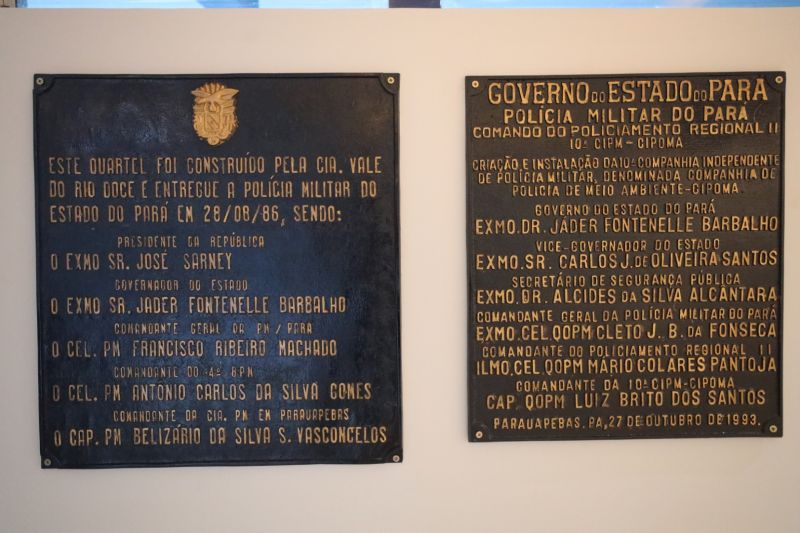 ESTE QUARTEL FOI CONSTRUÍDO PELA CIA. VALE
DO RIO DOCE E ENTREGUE A POLÍCIA MILITAR DO
ESTADO DO PARÁ EM 28/08/86, SENDO:
PRESIDENTE DA REPÚBLICA
O EXMO SR. JOSÉ SARNEY
GOVERNADOR DO ESTADO
O EXMO SR. JADER FONTENELLE BARBALHO
COMANDANTE GERAL DA PM/PARA
O CEL. PM FRANCISCO RIBEIRO MACHADO
COMANDANTE DO 4º BPM
O CEL. PM ANTÔNIO CARLOS DA SILVA GOMES
COMANDANTE DA CIA. PM EM PARAUAPEBAS
O CAP. PM BELIZÁRIO DA SILVA S. VASCONCELOS
GOVERNO DO ESTADO DO PARÁ
POLÍCIA MILITAR DO PARÁ
COMANDO DO POLICIAMENTO REGIONAL II
10ª CIPM-CIPOMA
CRIAÇÃO E INSTALAÇÃO DA 10ª COMPANHIA INDEPENDENTE
DE POLÍCIA MILITAR, DENOMINADA COMPANHIA DE
POLÍCIA DE MEIO AMBIENTE-CIPOMA.
GOVERNO DO ESTADO DO PARÁ
EXMO. DR. JÁDER FONTENELLE BARBALHO
VICE-GOVERNADOR DO ESTADO
EXMO. SR. CARLOS J. DE OLIVEIRA SANTOS
SECRETÁRIO DE SEGURANÇA PÚBLICA
EXMO. DR. ALCIDES DA SILVA ALCÂNTARA
COMANDANTE GERAL DA POLÍCIA MILITAR DO PARÁ
EXMO. CEL. QOPM CLETO J. B. DA FONSECA
COMANDANTE DO POLICIAMENTO REGIONAL II
ILMO. CEL. QOPM MÁRIO COLARES PANTOJA
COMANDANTE DA 10ª CIPM-CIPOMA
CAP. QOPM LUIZ BRITO DOS SANTOS
PARAUAPEBAS, PA, 27 DE OUTUBRO DE 1993.